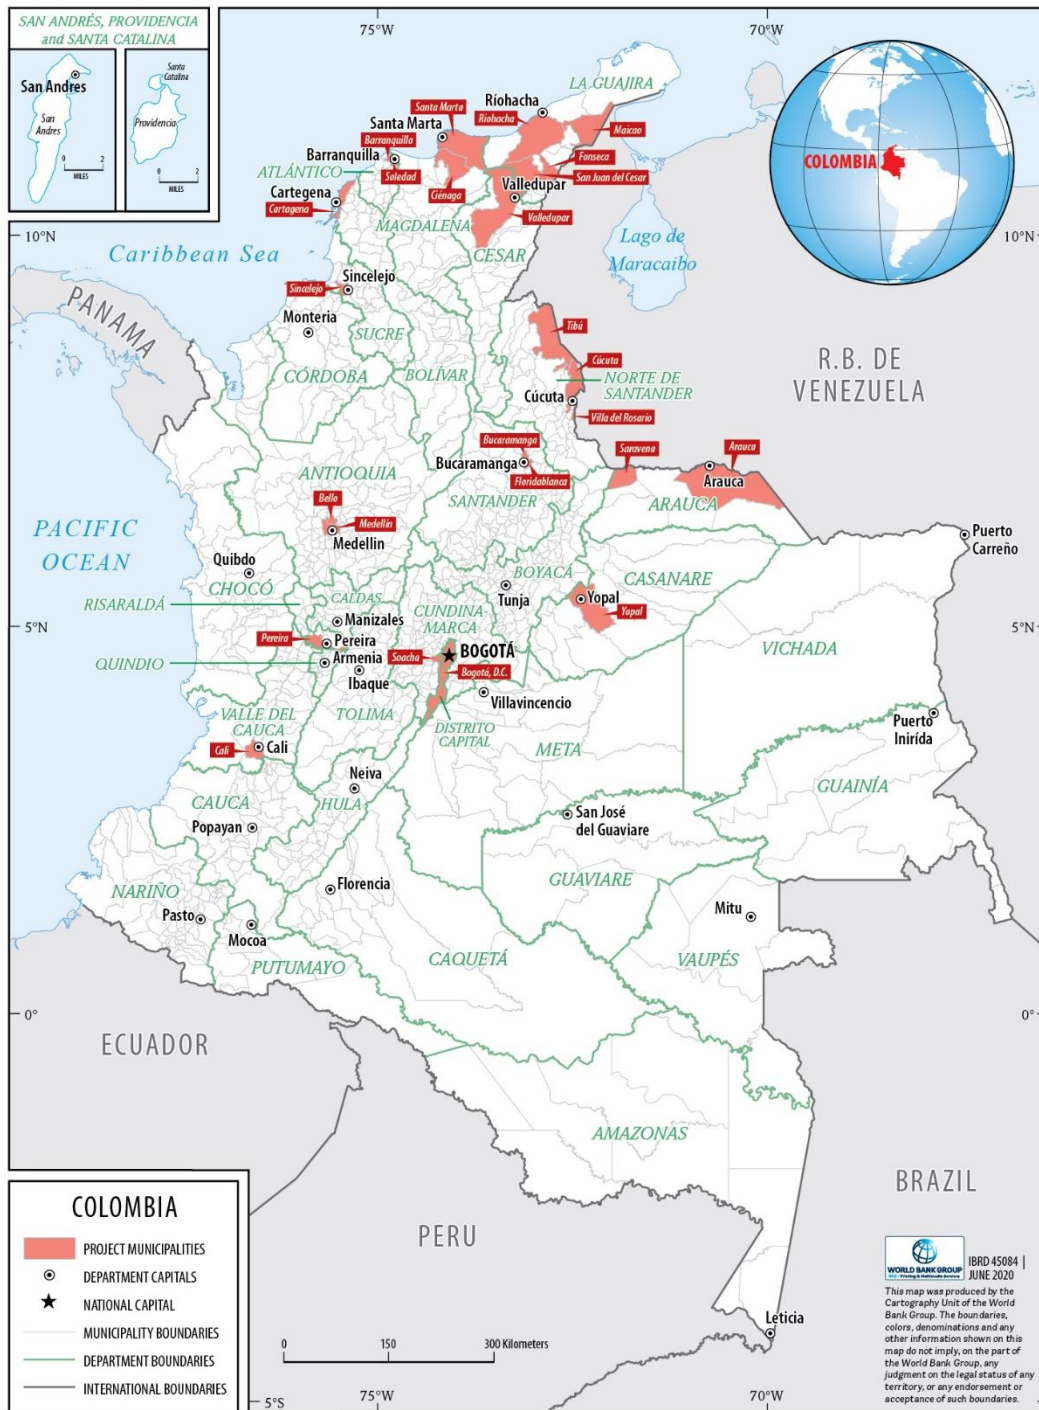 SAN ANDRÉS, PROVIDENCIA
and SANTA CATALINA
San Andres
San
Andres
0 2
MILES
Santa
Catalina
Providencia
0 2
MILES
75°W
70°W
LA GUAJIRA
Ríohacha
Ríohacha
Maicao
Santa Marta
Santa Marta
Barranquilla
Barranquilla
Soledad
Fonseca
San Juan del Cesar
ATLÁNTICO
Ciénaga
Valledupar
Valledupar
Cartegena
Cartagena
MAGDALENA
CESAR
COLOMBIA
10°N
10°N
Caribbean Sea
Lago de
Maracaibo
PANAMA
Sincelejo
Sincelejo
Monteria
SUCRE
CÓRDOBA
BOLÍVAR
Tibú
Cúcuta
NORTE DE
SANTANDER
Cúcuta
Villa del Rosario
R.B. DE
VENEZUELA
Bucaramanga
Bucaramanga
Floridablanca
SANTANDER
Saravena
Arauca
Arauca
ARAUCA
ANTIOQUIA
Bello
Medellín
Medellin
PACIFIC
OCEAN
Quibdo
CHOCÓ
RISARALDÁ
CALDAS
Manizales
Pereira
Pereira
QUINDIO
Armenia
Ibaque
BOYACÁ
Tunja
CUNDINA-
MARCA
CASANARE
Yopal
Yopal
Puerto
Carreño
5°N
5°N
BOGOTÁ
Soacha
Bogotá, D.C.
Villavincencio
DISTRITO
CAPITAL
VICHADA
VALLE DEL
CAUCA
TOLIMA
Cali
Cali
META
Puerto
Inirída
GUAINÍA
Neiva
HULA
CAUCA
Popayan
San José
del Guaviare
GUAVIARE
NARIÑO
Pasto
Florencia
Mocoa
PUTUMAYO
CAQUETÁ
Mitu
VAUPÉS
0°
0°
ECUADOR
AMAZONAS
PERU
BRAZIL
Leticia
COLOMBIA
PROJECT MUNICIPALITIES
DEPARTMENT CAPITALS
NATIONAL CAPITAL
MUNICIPALITY BOUNDARIES
DEPARTMENT BOUNDARIES
INTERNATIONAL BOUNDARIES
0 150 300 Kilometers
5°S
75°W
70°W
WORLD BANK GROUP
IBRD 45084 |
JUNE 2020
This map was produced by the
Cartography Unit of the World
Bank Group. The boundaries,
colors, denominations and any
other information shown on this
map do not imply, on the part of
the World Bank Group, any
judgment on the legal status of any
territory, or any endorsement or
acceptance of such boundaries.